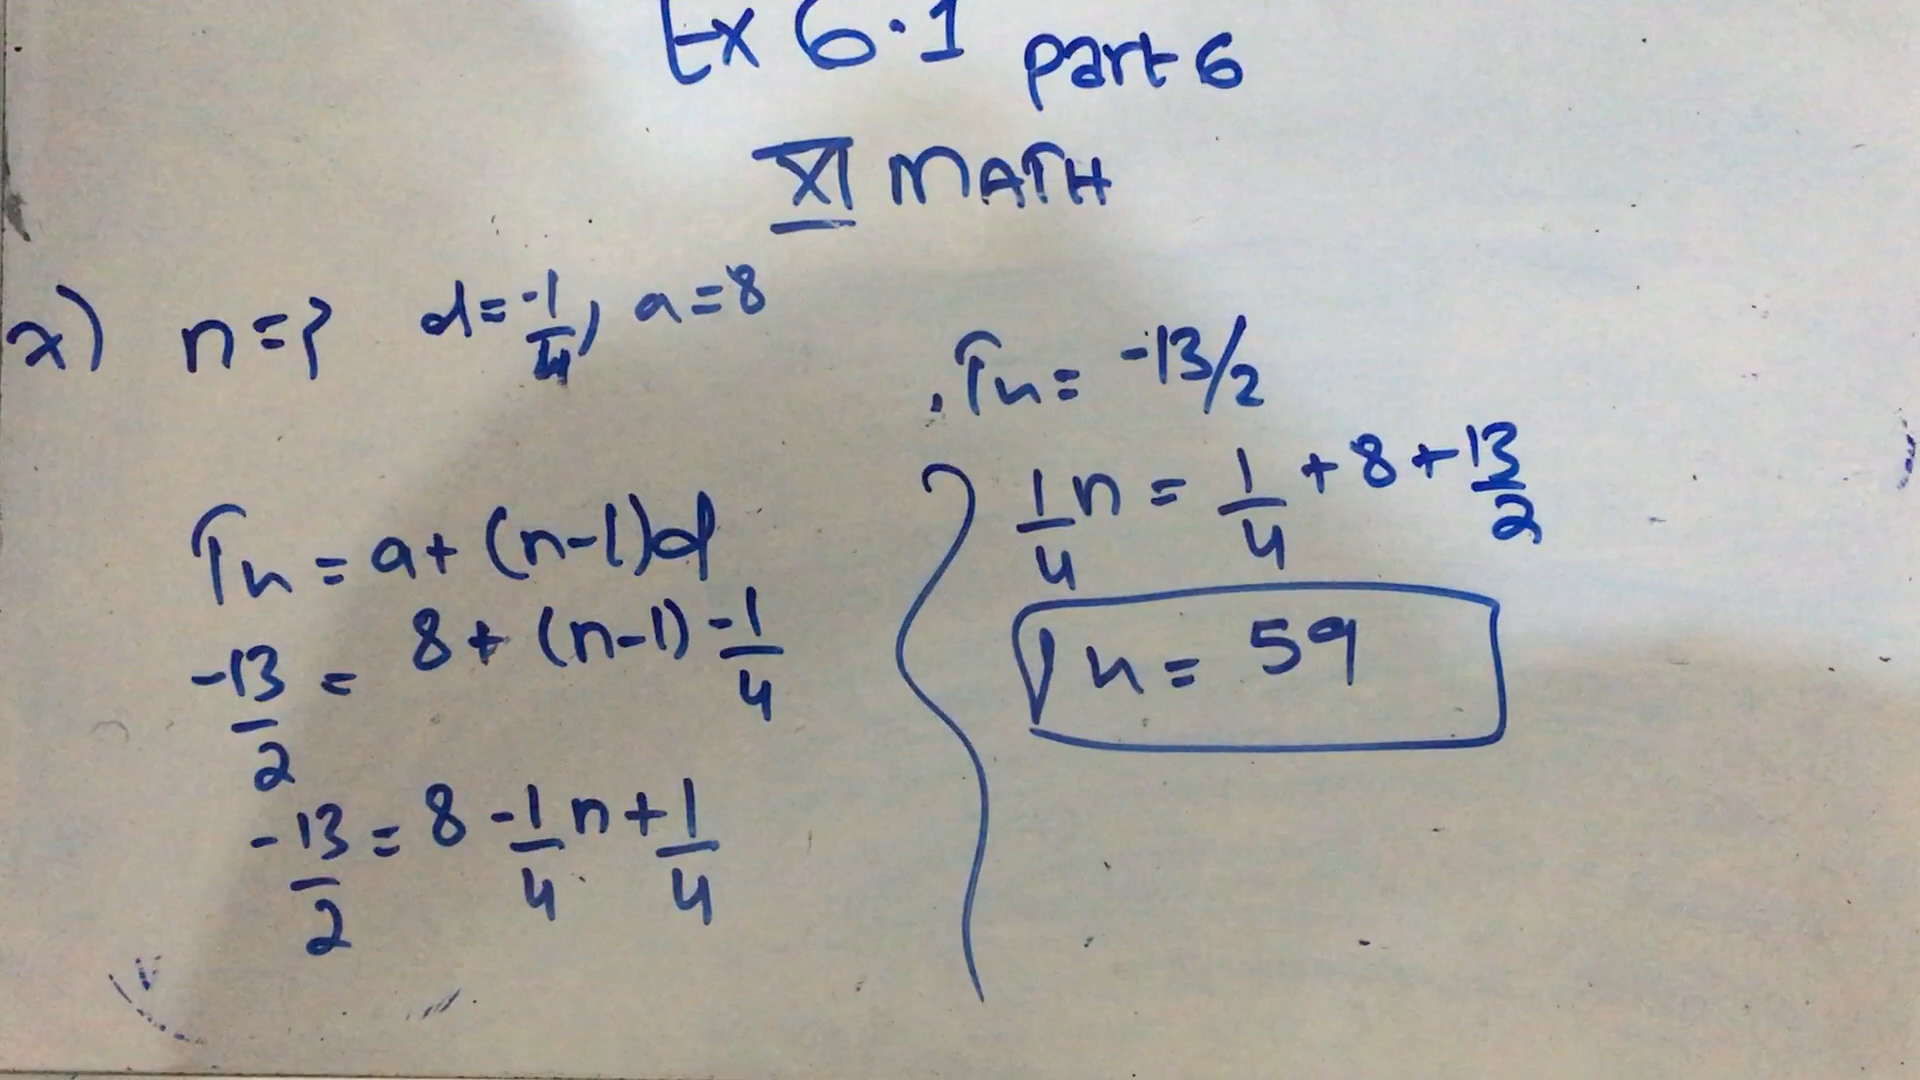 Ex 6.1 part 6
XI MATH
x) n=? d=-1/4, a=8
Tn= -13/2
Tn = a+ (n-1)d
-13/2 = 8+ (n-1) -1/4
-13/2 = 8 -1/4 n + 1/4
1/4 n = 1/4 + 8 + 13/2
n = 59